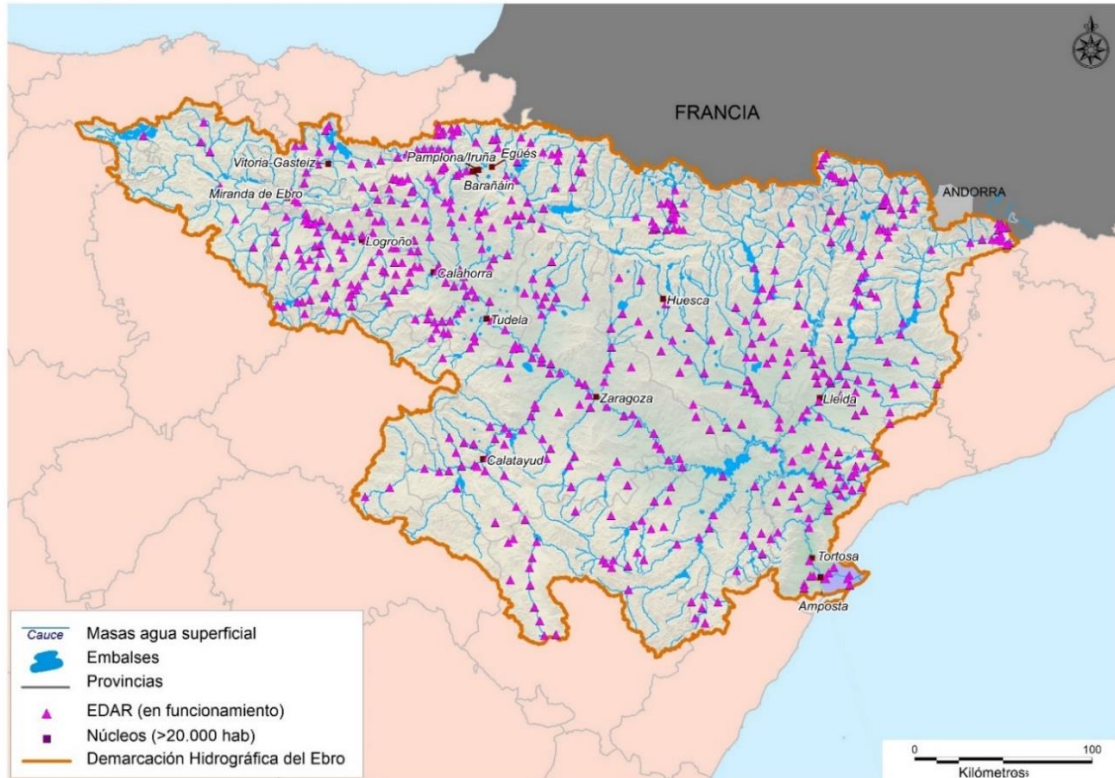 FRANCIA
ANDORRA
Vitoria-Gasteiz
Pamplona/Iruña
Egüés
Barañáin
Miranda de Ebro
Logroño
Calahorra
Huesca
Tudela
Zaragoza
Lleida
Calatayud
Tortosa
Amposta
Cauce Masas agua superficial
Embalses
Provincias
EDAR (en funcionamiento)
Núcleos (>20.000 hab)
Demarcación Hidrográfica del Ebro
0 100
Kilómetros